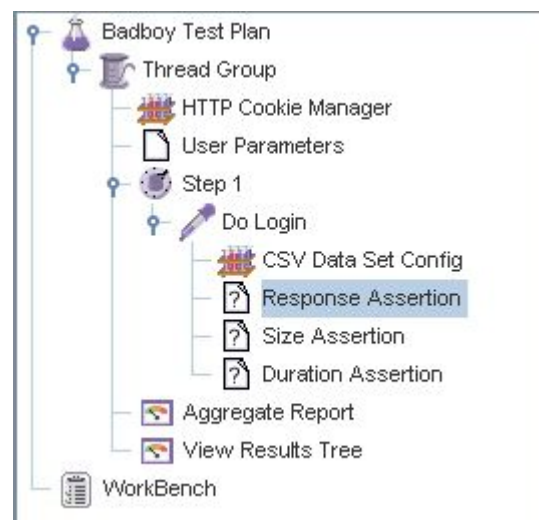 Badboy Test Plan
Thread Group
HTTP Cookie Manager
User Parameters
Step 1
Do Login
CSV Data Set Config
Response Assertion
Size Assertion
Duration Assertion
Aggregate Report
View Results Tree
WorkBench